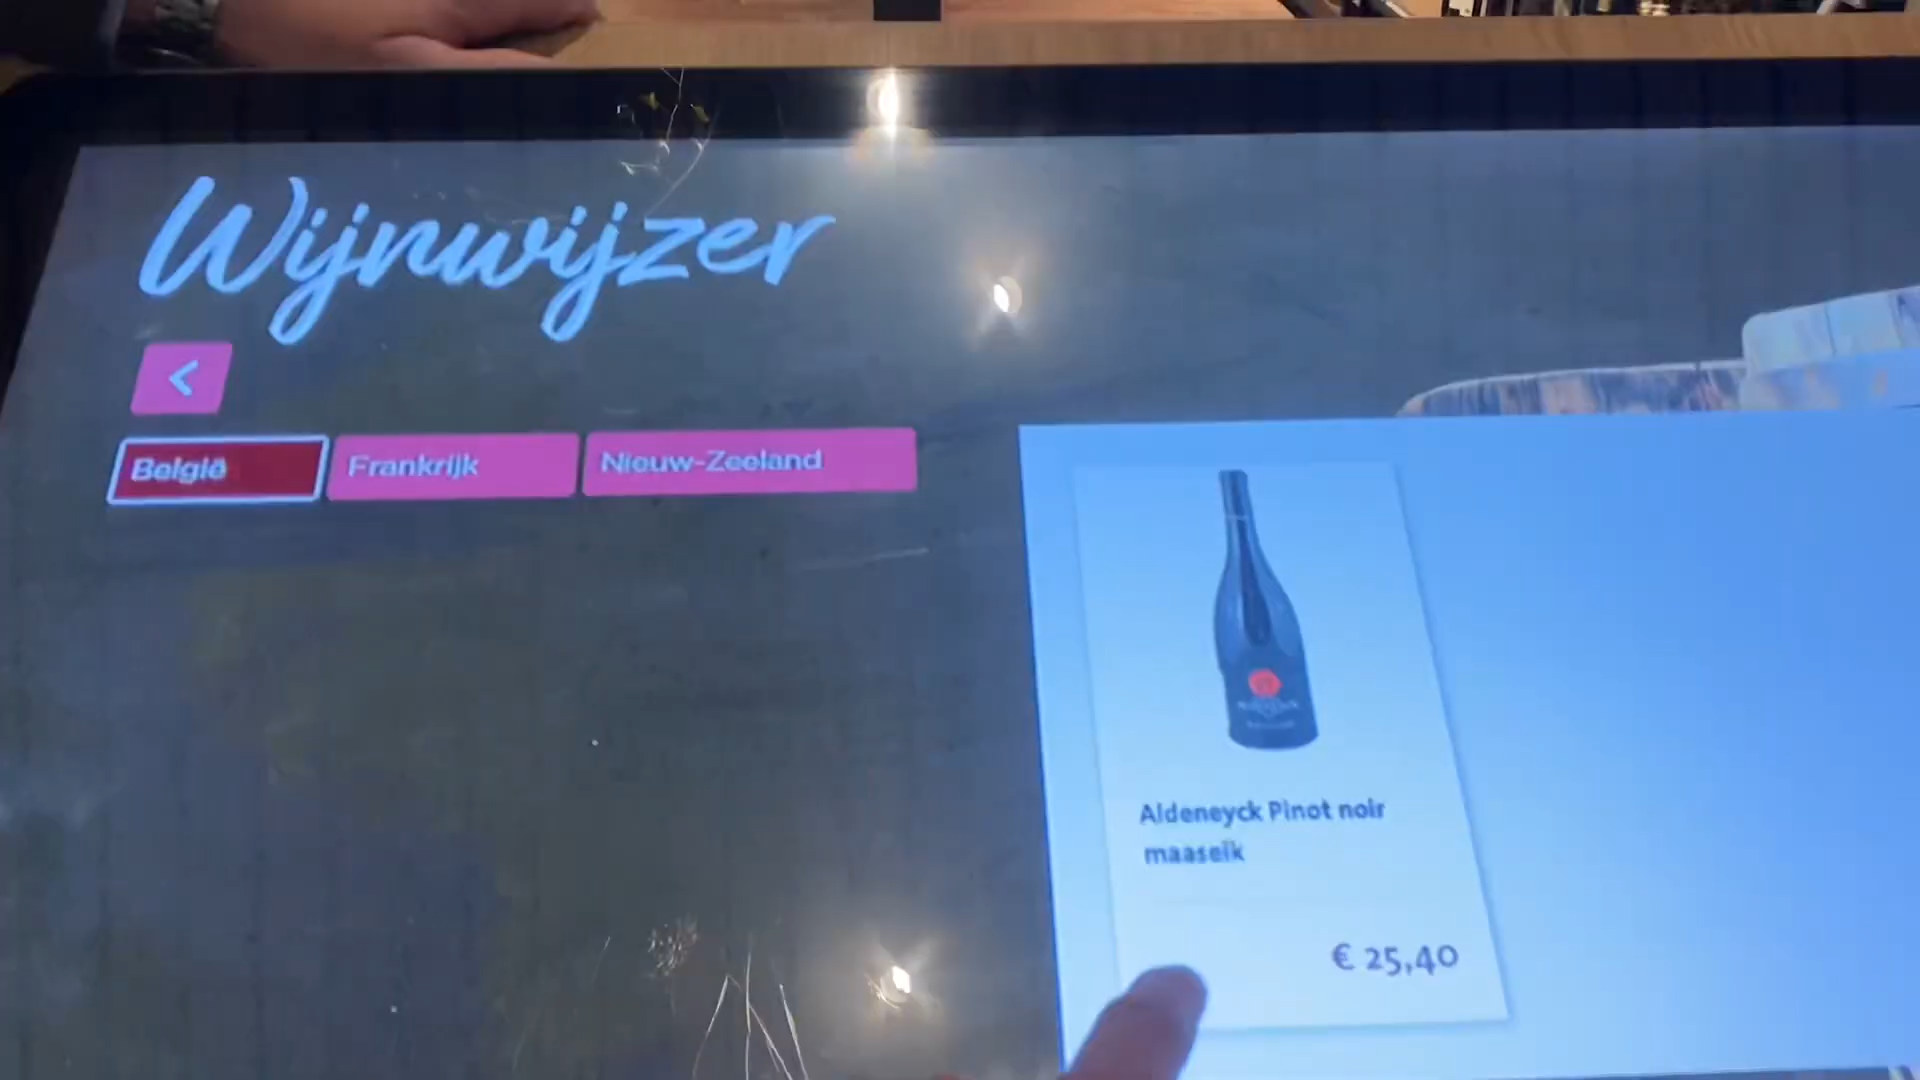 Wijnwijzer
<
België
Frankrijk
Nieuw-Zeeland
Aldeneyck Pinot noir
maaseik
€ 25,40